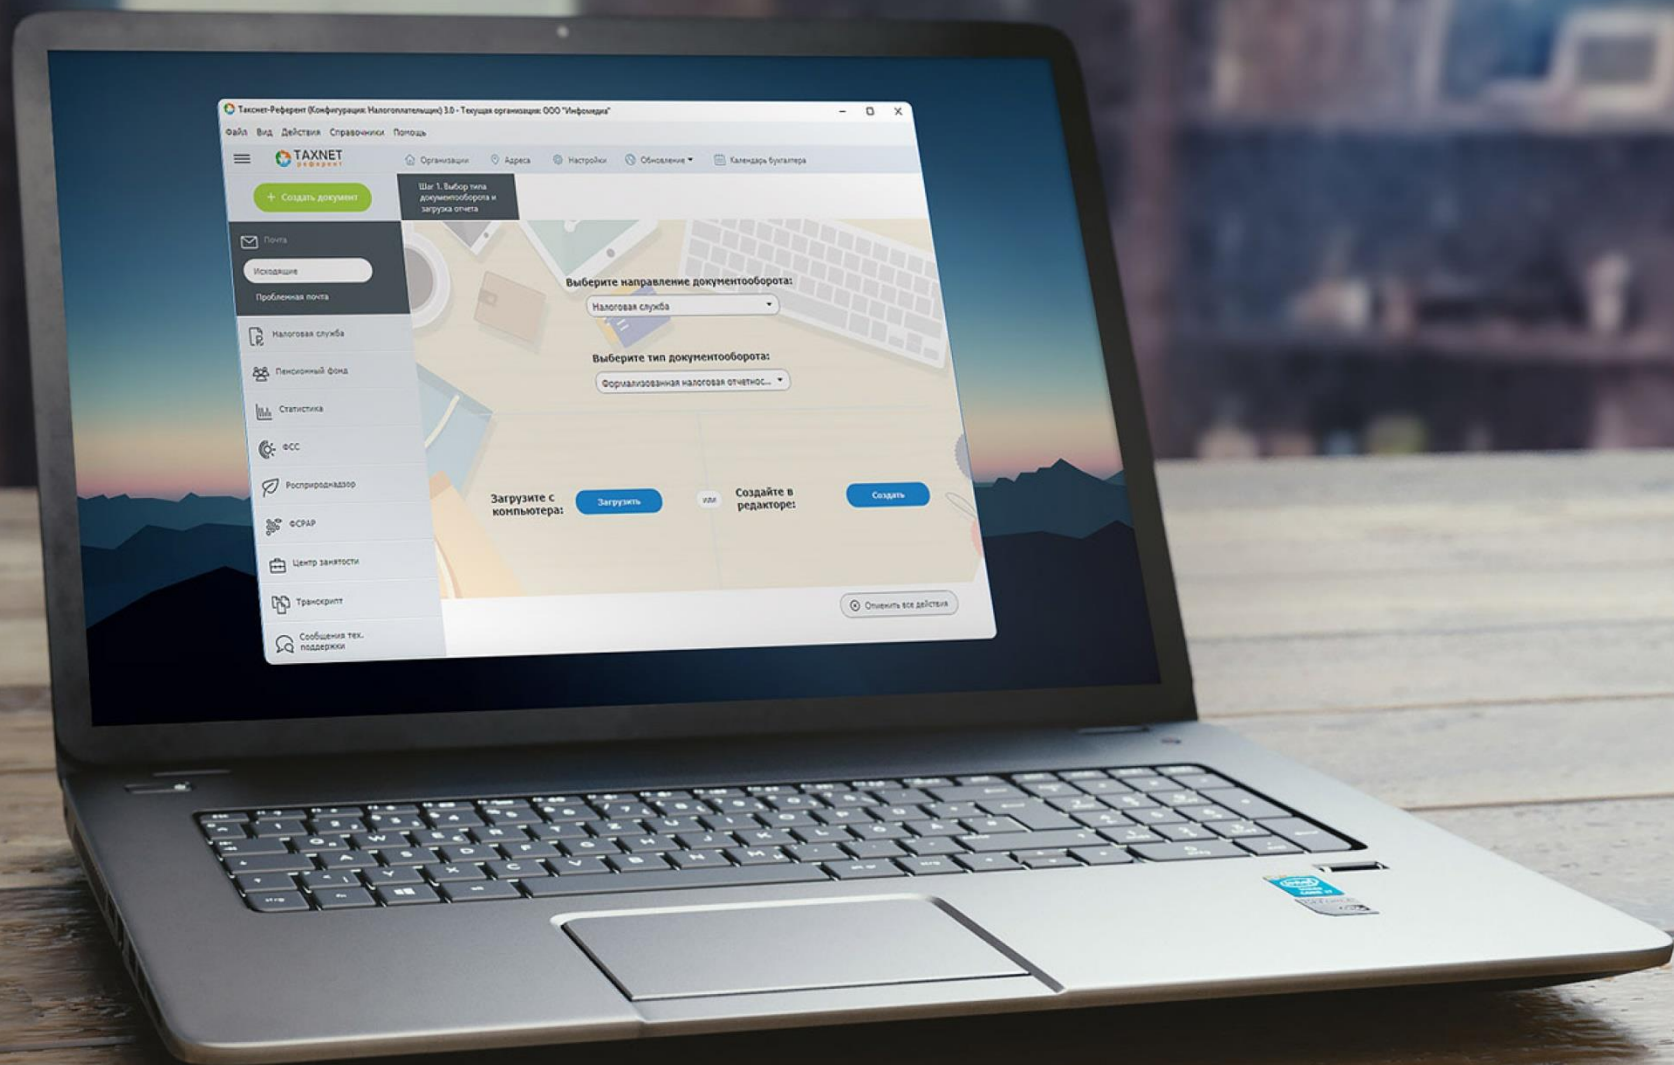 Такснет-Референт (Конфигурация: Налогоплательщик) 3.0 - Текущая организация: ООО "Инфомедиа"
Файл Вид Действия Справочники Помощь
TAXNET
референт
Организации Адреса Настройки Обновление Календарь бухгалтера
+ Создать документ
Шаг 1. Выбор типа
документооборота и
загрузка отчета
Почта
Исходящие
Проблемная почта
Налоговая служба
Пенсионный фонд
Статистика
ФСС
Росприроднадзор
ФСРАР
Центр занятости
Транскрипт
Сообщения тех.
поддержки
Выберите направление документооборота:
Налоговая служба
Выберите тип документооборота:
Формализованная налоговая отчетнос...
Загрузите с
компьютера:
Загрузить
или
Создайте в
редакторе:
Создать
Отменить все действия